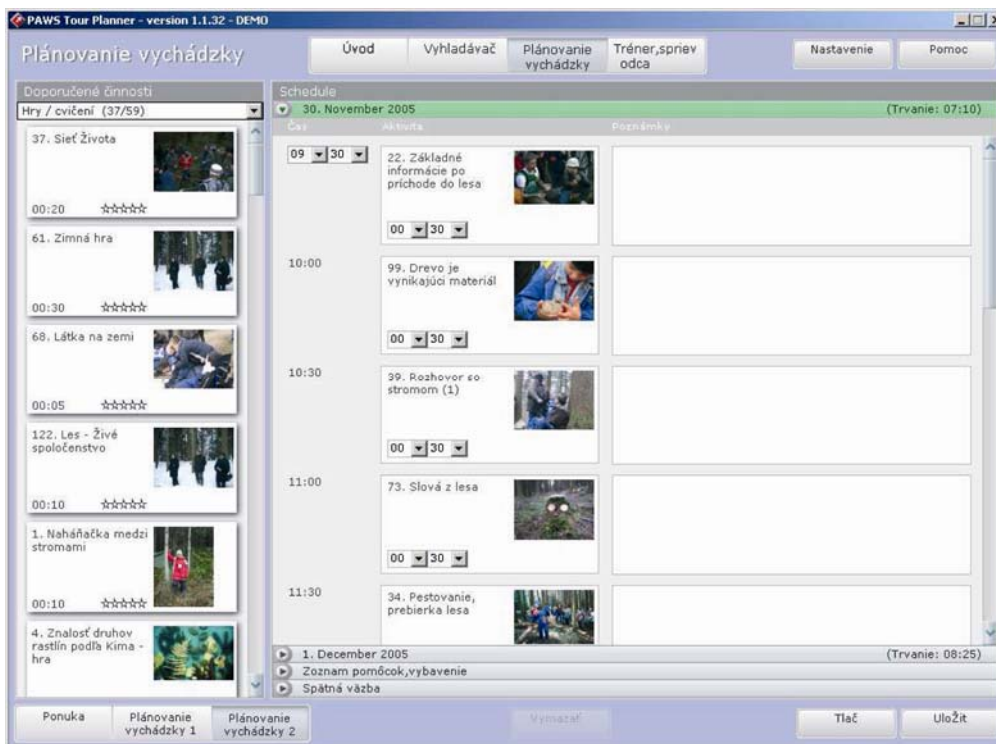 PAWS Tour Planner - version 1.1.32 - DEMO
Plánovanie vychádzky
Úvod
Vyhladávač
Plánovanie
vychádzky
Tréner,spriev
odca
Nastavenie
Pomoc
Doporučené činnosti
Hry / cvičení (37/59)
37. Sieť Života
00:20
61. Zimná hra
00:30
68. Látka na zemi
00:05
122. Les - Živé
spoločenstvo
00:10
1. Naháňačka medzi
stromami
00:10
4. Znalosť druhov
rastlín podľa Kima -
hra
Schedule
30. November 2005 (Trvanie: 07:10)
Čas Aktivita Poznámky
09 30
22. Základné
informácie po
príchode do lesa
00 30
10:00
99. Drevo je
vynikajúci materiál
00 30
10:30
39. Rozhovor so
stromom (1)
00 30
11:00
73. Slová z lesa
00 30
11:30
34. Pestovanie,
prebierka lesa
1. December 2005 (Trvanie: 08:25)
Zoznam pomôcok,vybavenie
Spätná väzba
Ponuka
Plánovanie
vychádzky 1
Plánovanie
vychádzky 2
Vymazať
Tlač
Uložit